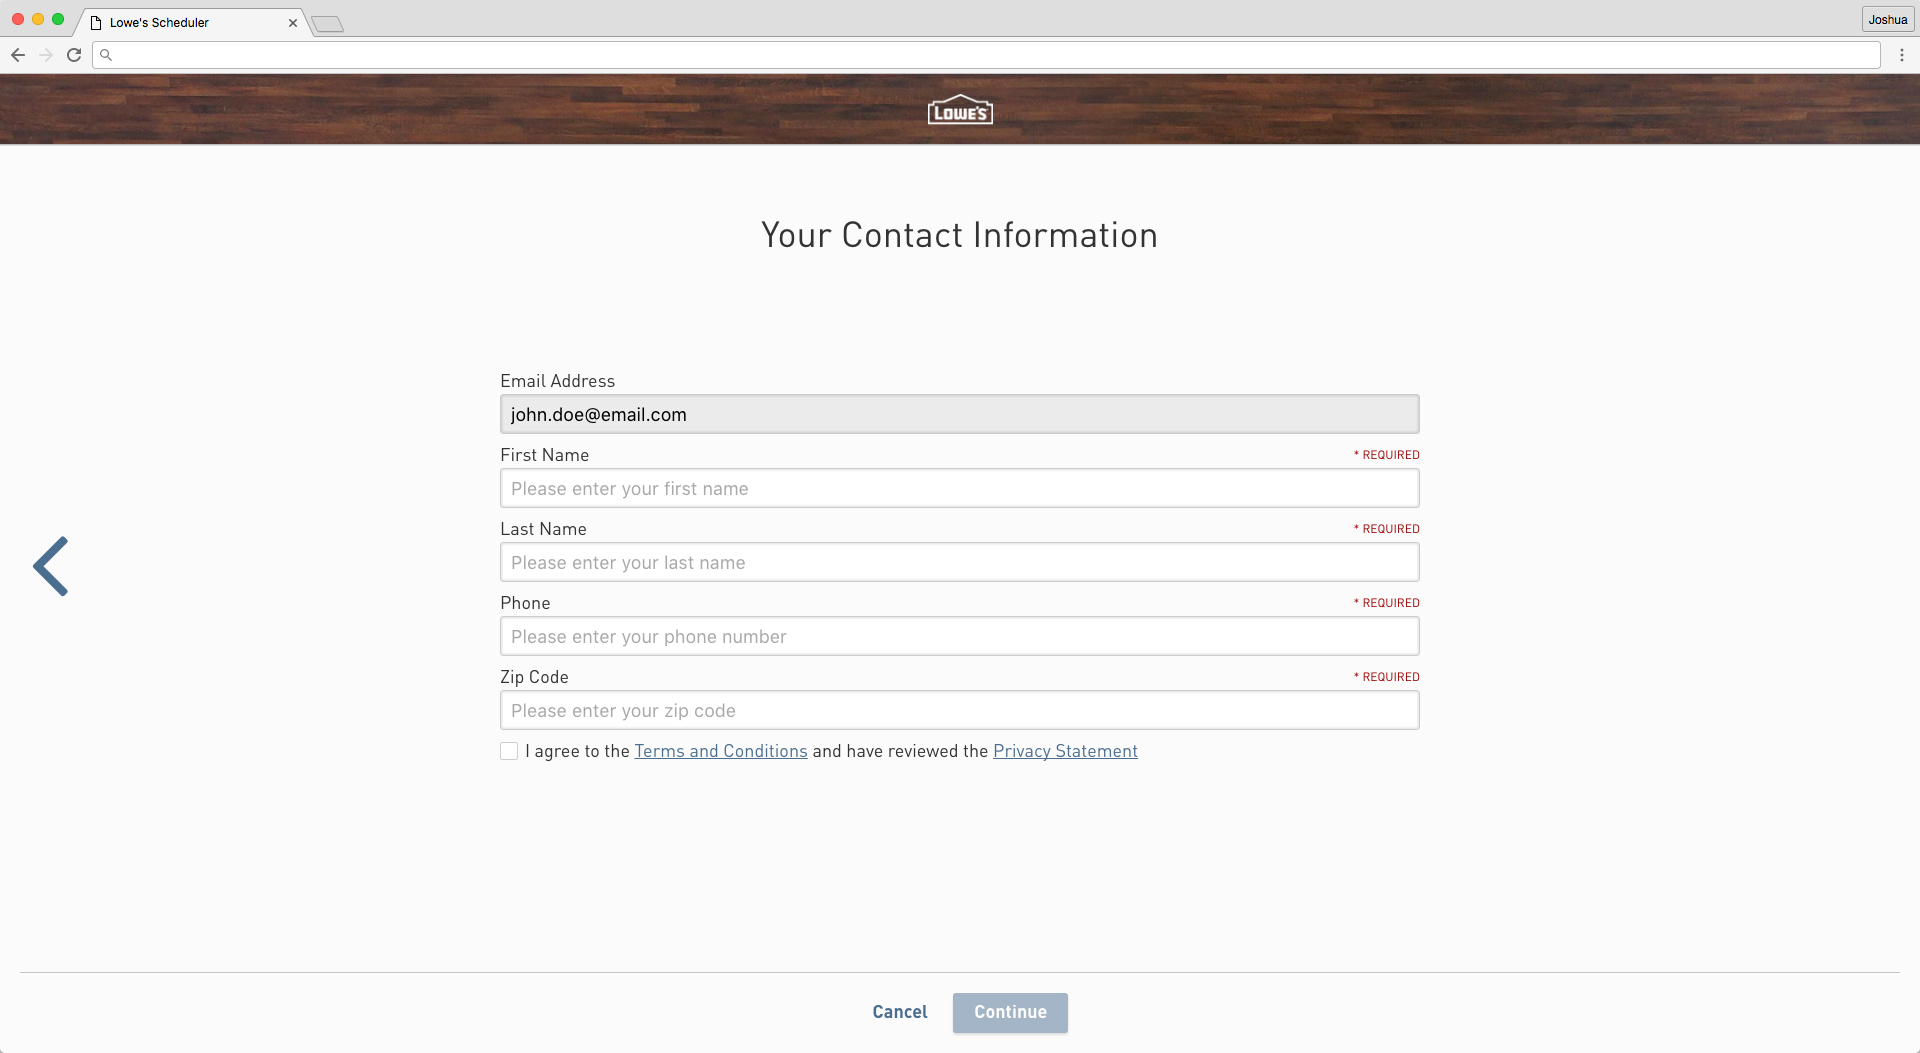 Lowe's Scheduler
Joshua
LOWE'S
Your Contact Information
Email Address
john.doe@email.com
First Name * REQUIRED
Please enter your first name
Last Name * REQUIRED
Please enter your last name
Phone * REQUIRED
Please enter your phone number
Zip Code * REQUIRED
Please enter your zip code
I agree to the Terms and Conditions and have reviewed the Privacy Statement
Cancel Continue